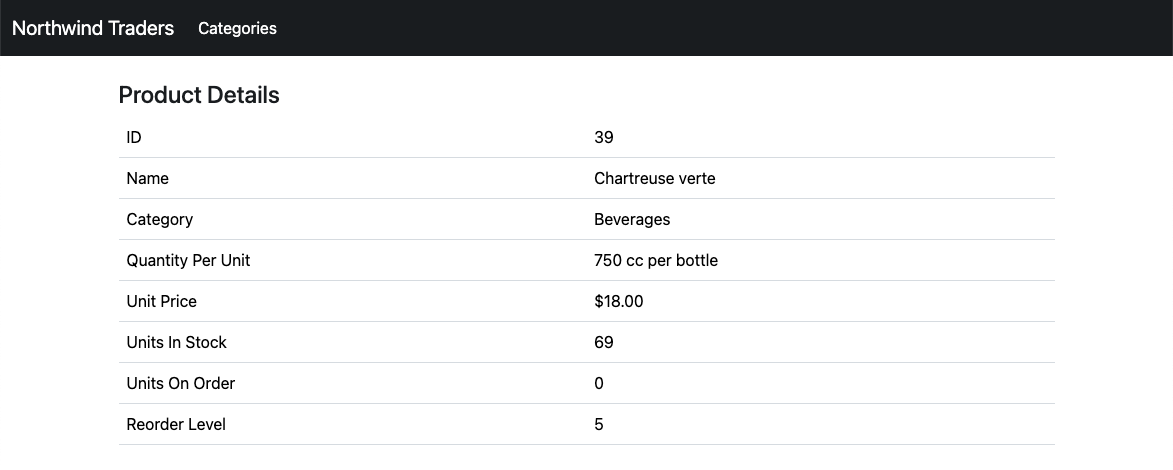 Northwind Traders Categories
Product Details
ID 39
Name Chartreuse verte
Category Beverages
Quantity Per Unit 750 cc per bottle
Unit Price $18.00
Units In Stock 69
Units On Order 0
Reorder Level 5